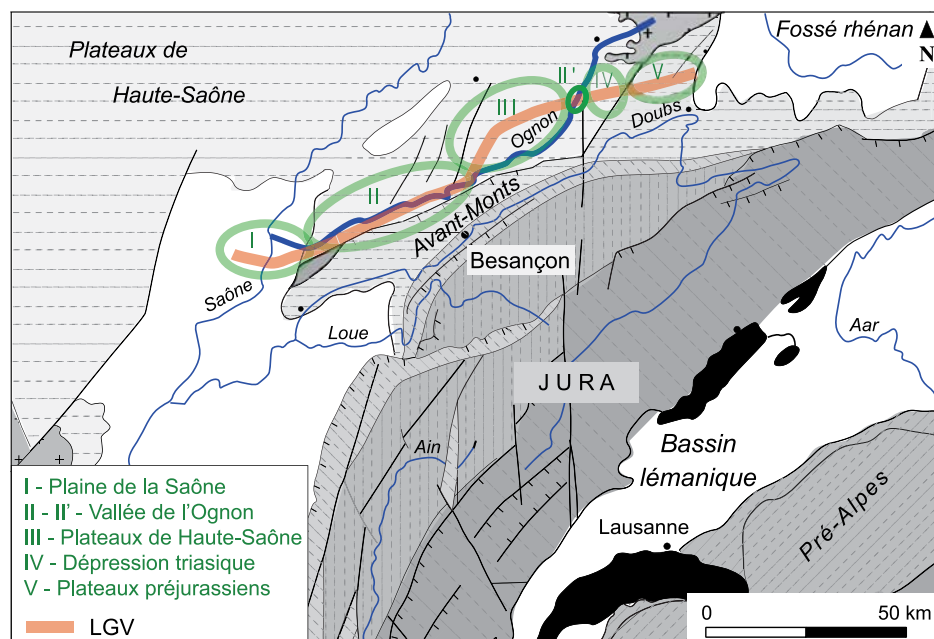 Plateaux de
Haute-Saône
Fossé rhénan
N
II'
IV
V
III
Ognon
Doubs
II
Avant-Monts
I
Besançon
Saône
Loue
Aar
JURA
Ain
Bassin
lémanique
Lausanne
Pré-Alpes
I - Plaine de la Saône
II - II' - Vallée de l'Ognon
III - Plateaux de Haute-Saône
IV - Dépression triasique
V - Plateaux préjurassiens
LGV
0 50 km